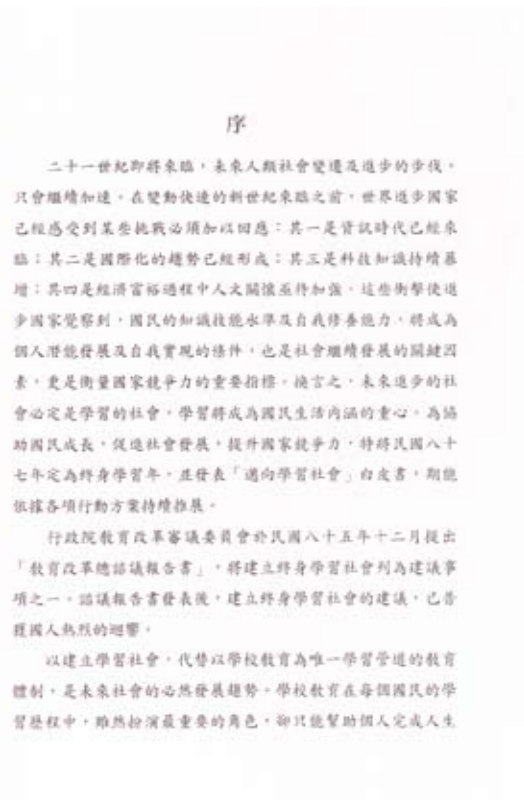 序
二十一世紀即將來臨，未來人類社會變遷及進步的步伐，
只會繼續加速。在變動快速的新世紀來臨之前，世界進步國家
已經感受到某些挑戰必須加以回應：其一是資訊時代已經來
臨；其二是國際化的趨勢已經形成；其三是科技知識持續暴
增；其四是經濟富裕過程中人文關懷亟待加強。這些衝擊使進
步國家覺察到，國民的知識技能水準及自我修善能力，將成為
個人潛能發展及自我實現的條件，也是社會繼續發展的關鍵因
素，更是衡量國家競爭力的重要指標。換言之，未來進步的社
會必定是學習的社會，學習將成為國民生活內涵的重心。為協
助國民成長，促進社會發展，提升國家競爭力，特將民國八十
七年定為終身學習年，並發表「邁向學習社會」白皮書，期能
依據各項行動方案持續推展。
行政院教育改革審議委員會於民國八十五年十二月提出
「教育改革總諮議報告書」，將建立終身學習社會列為建議事
項之一。諮議報告書發表後，建立終身學習社會的建議，已普
獲國人熱烈的迴響。
以建立學習社會，代替以學校教育為唯一學習管道的教育
體制，是未來社會的必然發展趨勢。學校教育在每個國民的學
習歷程中，雖然扮演最重要的角色，卻只能幫助個人完成人生